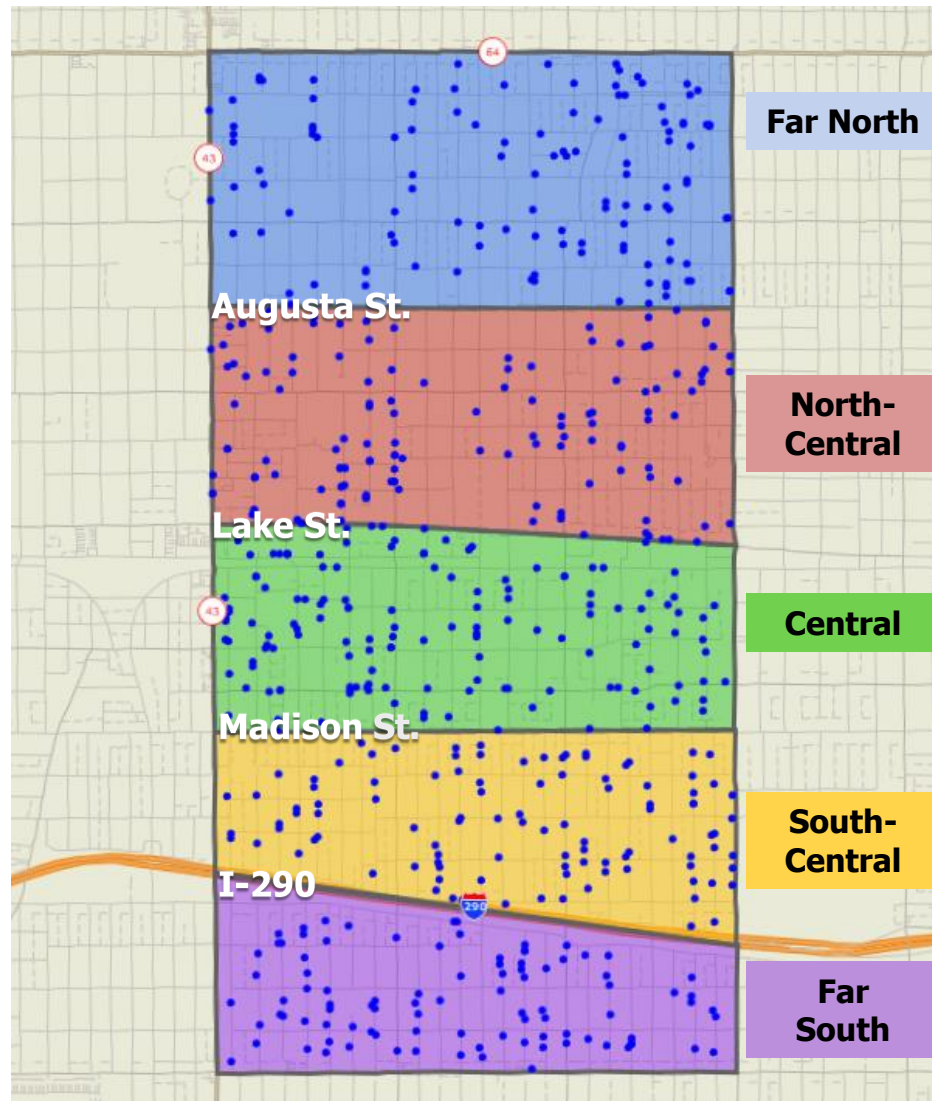 64
Far North
43
Augusta St.
North-
Central
Lake St.
43
Central
Madison St.
South-
Central
I-290
290
Far
South